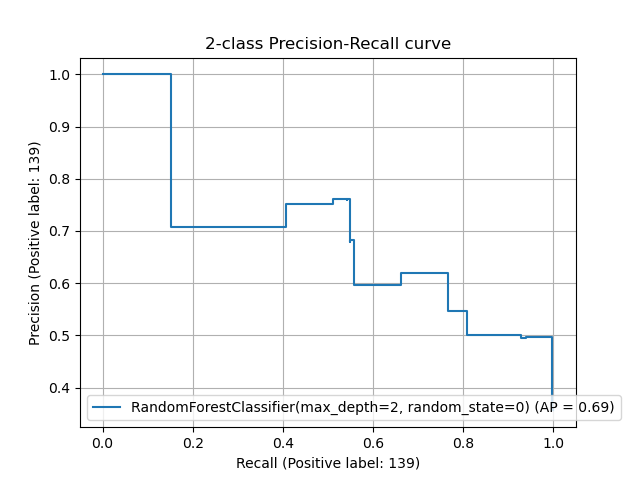 2-class Precision-Recall curve
1.0
0.9
0.8
0.7
0.6
0.5
0.4
Precision (Positive label: 139)
RandomForestClassifier(max_depth=2, random_state=0) (AP = 0.69)
0.0 0.2 0.4 0.6 0.8 1.0
Recall (Positive label: 139)